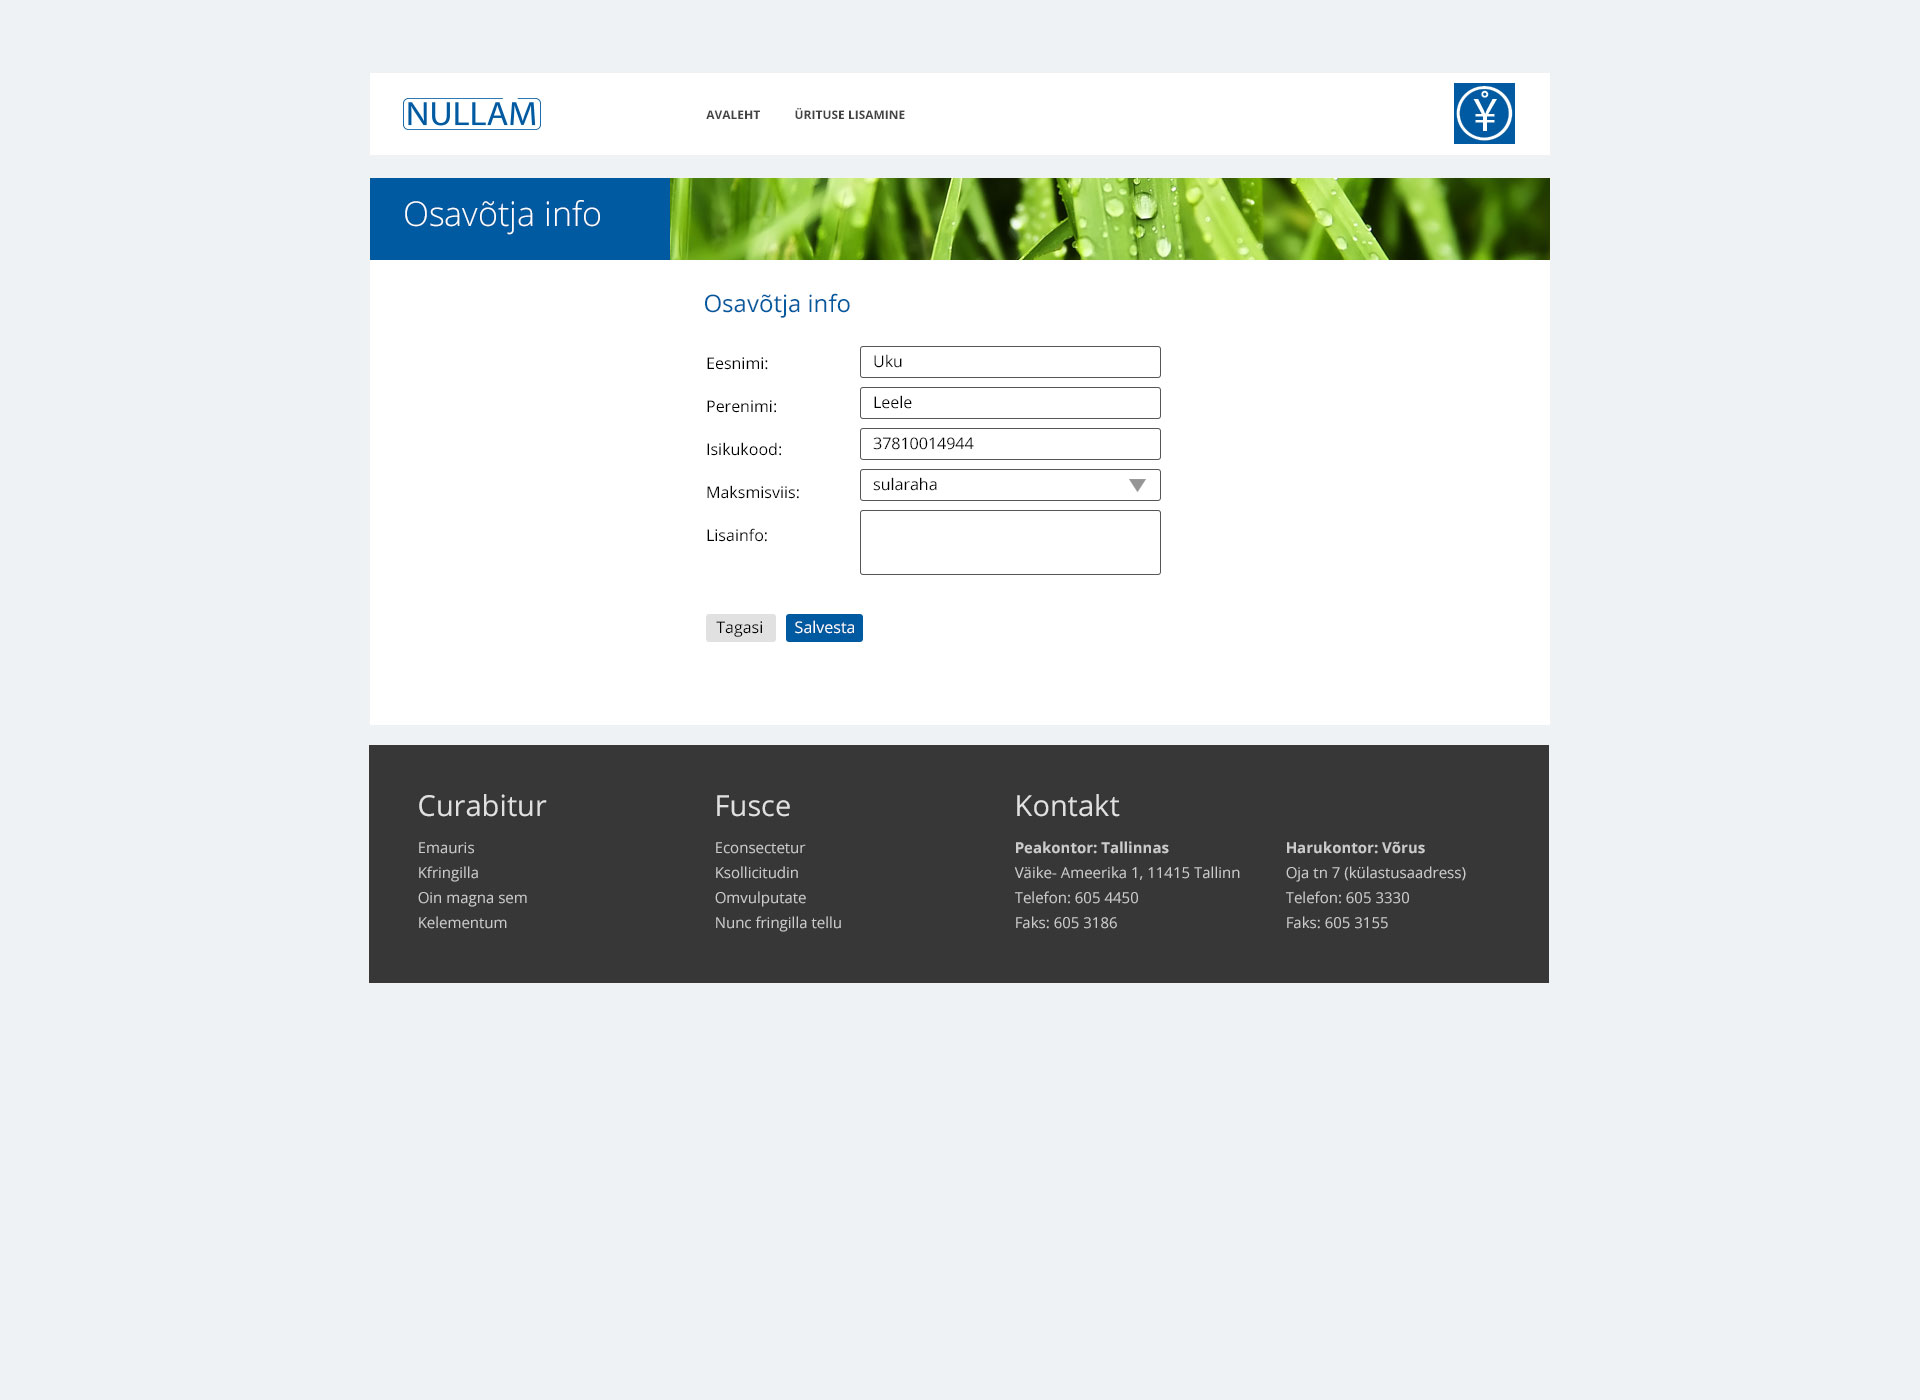 NULLAM
AVALEHT
ÜRITUSE LISAMINE
Osavõtja info
Osavõtja info
Eesnimi: Uku
Perenimi: Leele
Isikukood: 37810014944
Maksmisviis: sularaha
Lisainfo:
Tagasi
Salvesta
Curabitur
Emauris
Kfringilla
Oin magna sem
Kelementum
Fusce
Econsectetur
Ksollicitudin
Omvulputate
Nunc fringilla tellu
Kontakt
Peakontor: Tallinnas
Väike- Ameerika 1, 11415 Tallinn
Telefon: 605 4450
Faks: 605 3186
Harukontor: Võrus
Oja tn 7 (külastusaadress)
Telefon: 605 3330
Faks: 605 3155